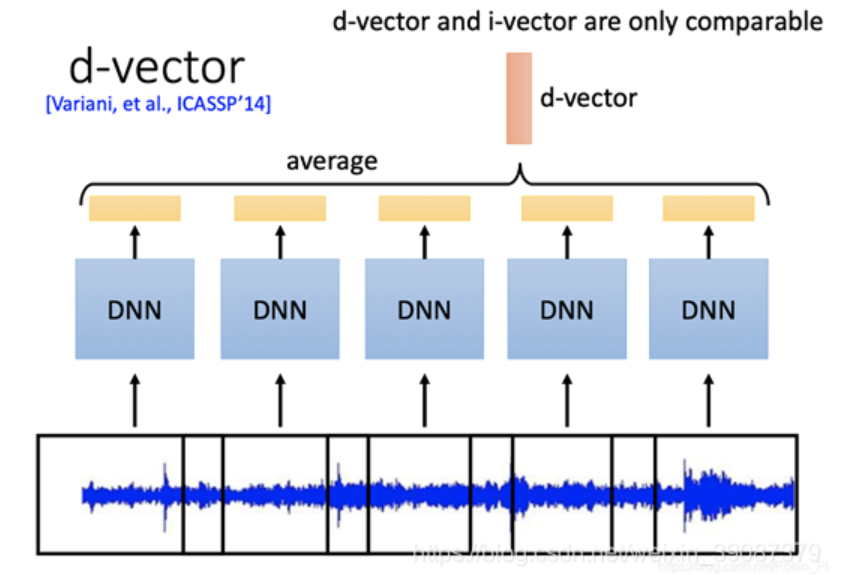 d-vector and i-vector are only comparable
d-vector
[Variani, et al., ICASSP'14]
d-vector
average
DNN DNN DNN DNN DNN
https://blog.csdn.net/weixin_39087379